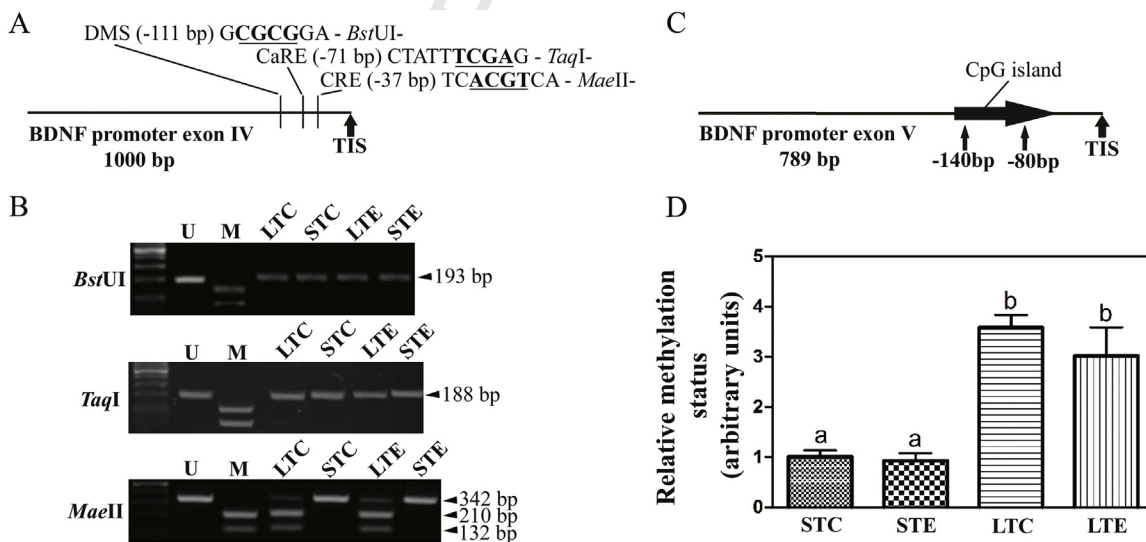 A
DMS (-111 bp) GCGCGGA - BstUI-
CaRE (-71 bp) CTATTTCGAG - TaqI-
CRE (-37 bp) TCACGTCA - MaeII-
BDNF promoter exon IV
1000 bp
TIS
C
CpG island
BDNF promoter exon V
789 bp
-140bp
-80bp
TIS
B
U M LTC STC LTE STE
BstUI
193 bp
U M LTC STC LTE STE
TaqI
188 bp
U M LTC STC LTE STE
MaeII
342 bp
210 bp
132 bp
D
Relative methylation
status
(arbitrary units)
5
4
3
2
1
0
a
a
b
b
STC STE LTC LTE